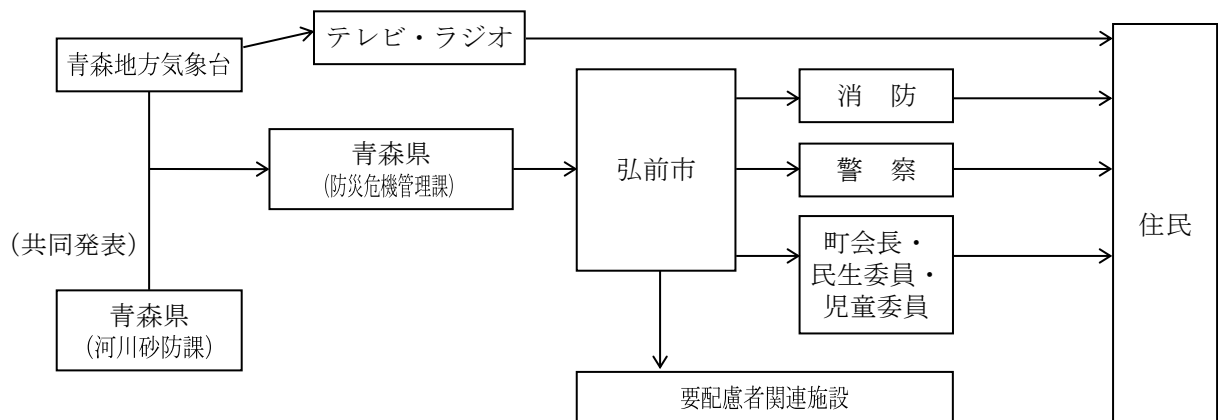 テレビ・ラジオ
青森地方気象台
消　防
青森県
(防災危機管理課)
弘前市
警　察
(共同発表)
町会長・
民生委員・
児童委員
住民
青森県
(河川砂防課)
要配慮者関連施設